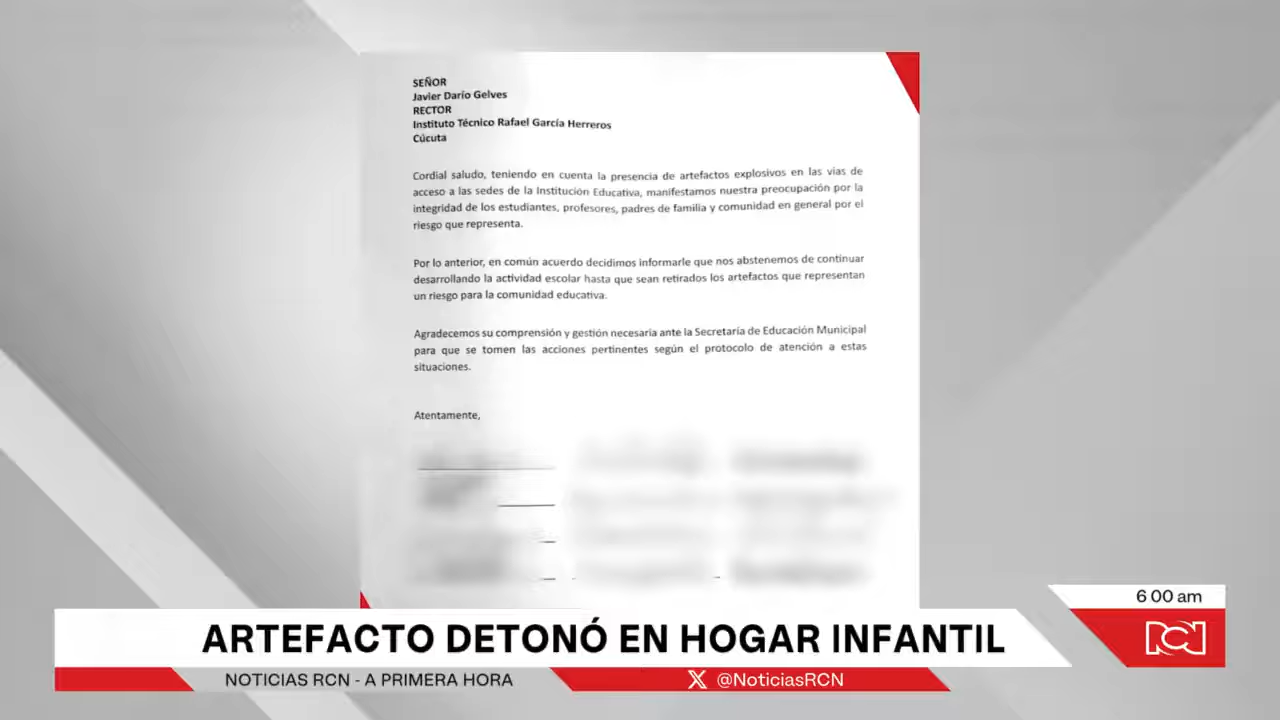 SEÑOR
Javier Darío Gelves
RECTOR
Instituto Técnico Rafael García Herreros
Cúcuta
Cordial saludo, teniendo en cuenta la presencia de artefactos explosivos en las vías de
acceso a las sedes de la Institución Educativa, manifestamos nuestra preocupación por la
integridad de los estudiantes, profesores, padres de familia y comunidad en general por el
riesgo que representa.
Por lo anterior, en común acuerdo decidimos informarle que nos abstenemos de continuar
desarrollando la actividad escolar hasta que sean retirados los artefactos que representan
un riesgo para la comunidad educativa.
Agradecemos su comprensión y gestión necesaria ante la Secretaría de Educación Municipal
para que se tomen las acciones pertinentes según el protocolo de atención a estas
situaciones.
Atentamente,
6 00 am
ARTEFACTO DETONÓ EN HOGAR INFANTIL
RCN
NOTICIAS RCN - A PRIMERA HORA
X @NoticiasRCN